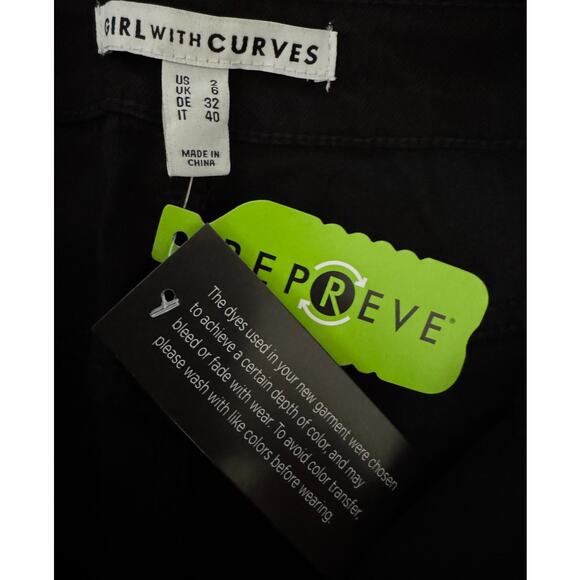 GIRL WITH CURVES
US 2
UK 6
DE 32
IT 40
MADE IN
CHINA
REPREVE®
The dyes used in your new garment were chosen
to achieve a certain depth of color, and may
bleed or fade with wear. To avoid color transfer,
please wash with like colors before wearing.